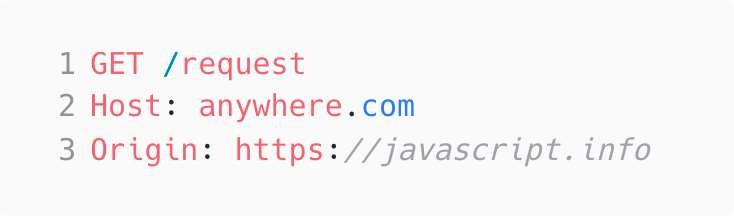 1 GET /request
2 Host: anywhere.com
3 Origin: https://javascript.info